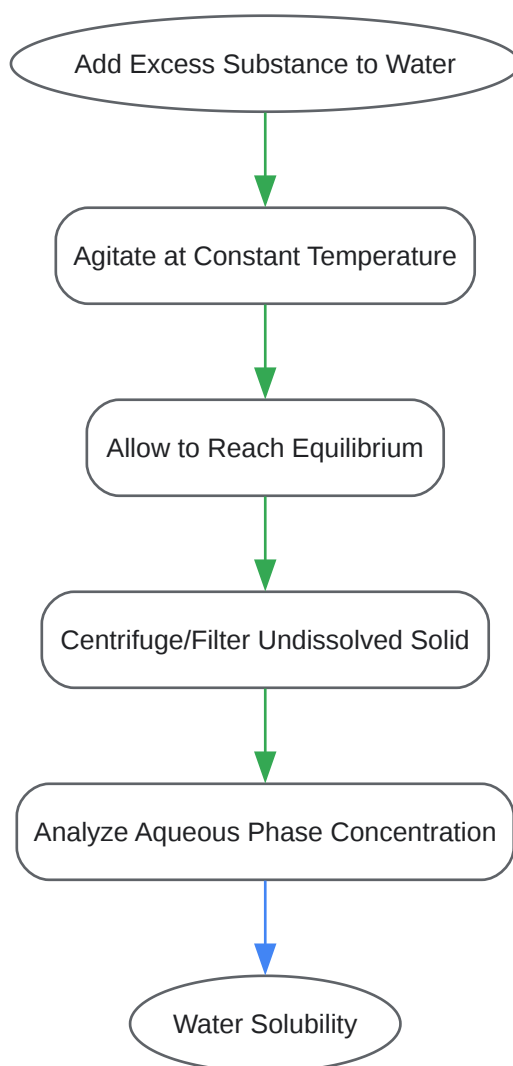 Add Excess Substance to Water
Agitate at Constant Temperature
Allow to Reach Equilibrium
Centrifuge/Filter Undissolved Solid
Analyze Aqueous Phase Concentration
Water Solubility